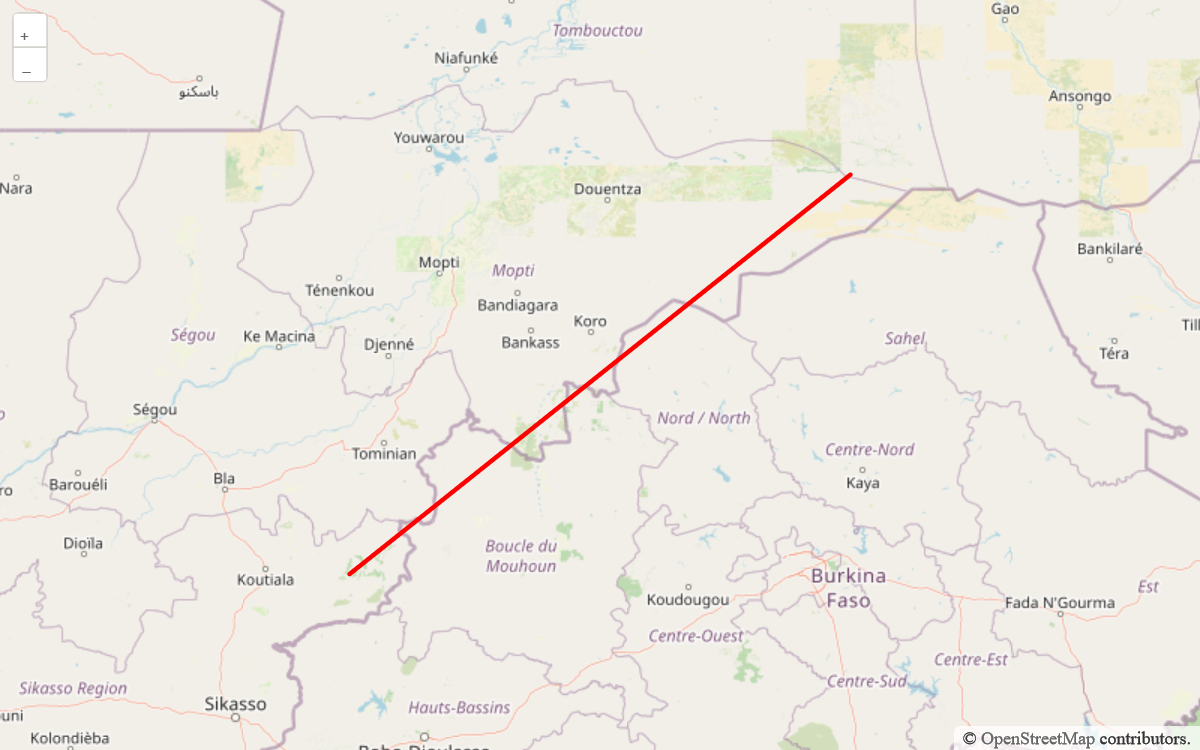 +
–
Gao
Tombouctou
Niafunké
باسكنو
Ansongo
Youwarou
Nara
Douentza
Bankilaré
Mopti
Mopti
Ténenkou
Bandiagara
Koro
Ségou
Ke Macina
Djenné
Bankass
Sahel
Téra
Ségou
Nord / North
Tominian
Centre-Nord
Bla
Barouéli
Kaya
Dioïla
Boucle du
Mouhoun
Koutiala
Burkina
Faso
Koudougou
Est
Fada N'Gourma
Centre-Ouest
Centre-Est
Sikasso Region
Centre-Sud
Sikasso
Hauts-Bassins
Kolondièba
© OpenStreetMap contributors.